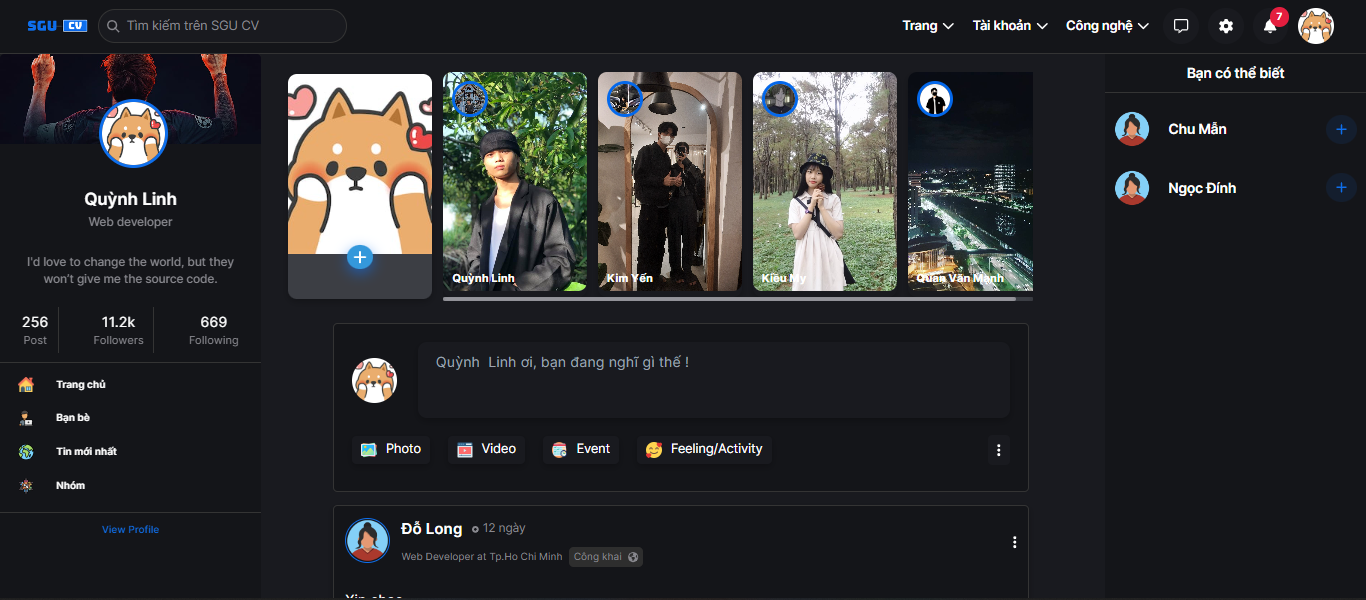 SGU CV
Tìm kiếm trên SGU CV
Trang
Tài khoản
Công nghệ
7
Quỳnh Linh
Web developer
I'd love to change the world, but they
won't give me the source code.
256
Post
11.2k
Followers
669
Following
Trang chủ
Bạn bè
Tin mới nhất
Nhóm
View Profile
Quỳnh Linh
Kim Yến
Kiều My
Quan Văn Mạnh
Quỳnh  Linh ơi, bạn đang nghĩ gì thế !
Photo
Video
Event
Feeling/Activity
Đỗ Long
12 ngày
Web Developer at Tp.Ho Chi Minh
Công khai
Bạn có thể biết
Chu Mẫn
Ngọc Đính